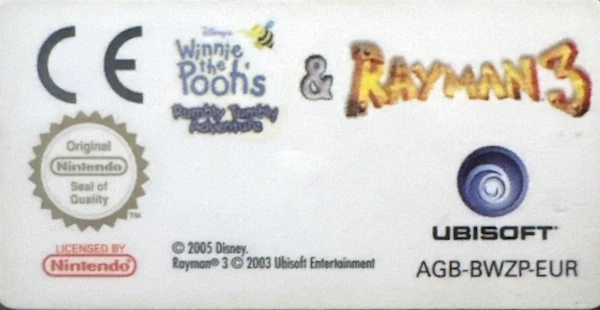 CE
Disney's
Winnie
the
Pooh's
Rumbly Tumbly
Adventure
&
RAYMAN 3
Original
Nintendo
Seal of
Quality
TM
LICENSED BY
Nintendo
© 2005 Disney.
Rayman® 3 © 2003 Ubisoft Entertainment
UBISOFT
AGB-BWZP-EUR